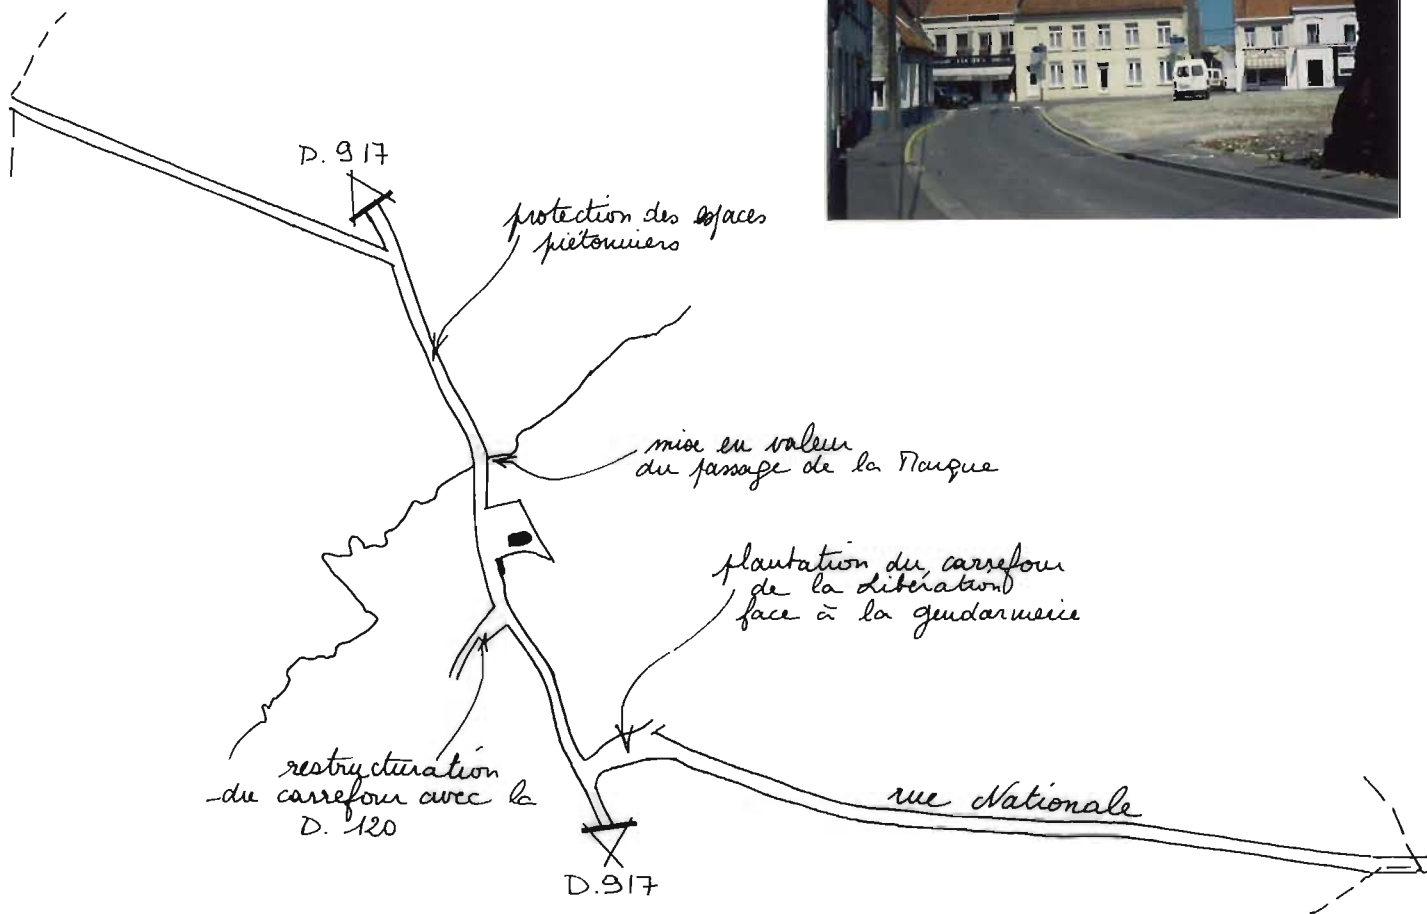 D. 917
protection des espaces
piétonniers
mise en valeur
du passage de la Marque
plantation du carrefour
de la Libération
face à la gendarmerie
restructuration
du carrefour avec la
D. 120
rue Nationale
D.917